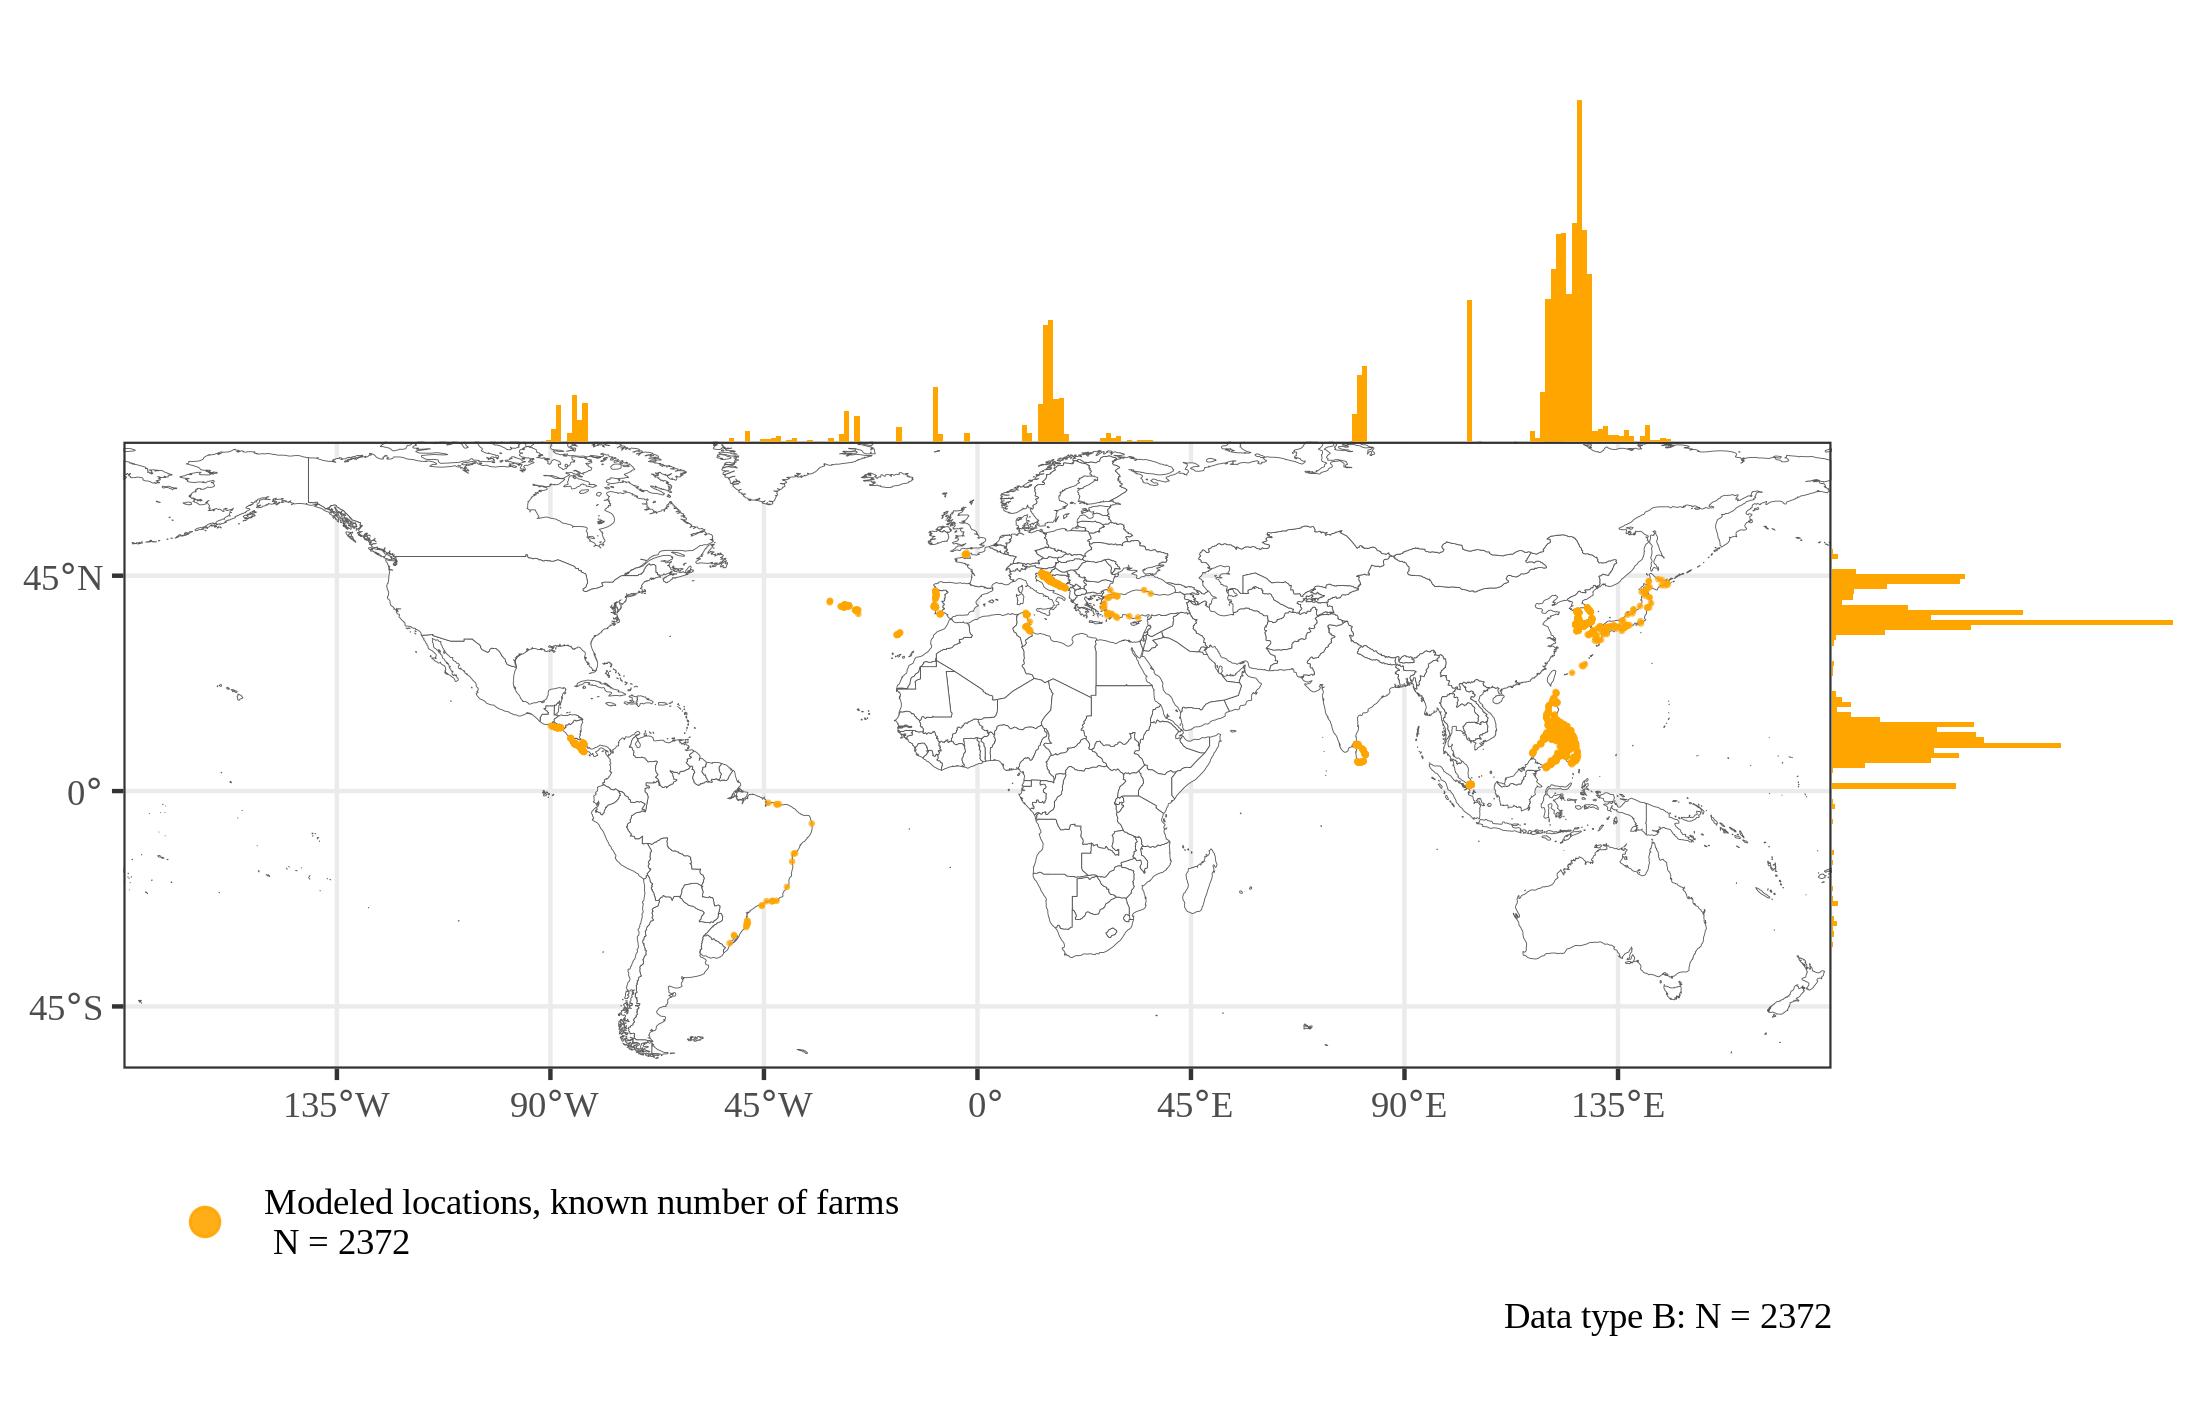 45°N
0°
45°S
135°W
90°W
45°W
0°
45°E
90°E
135°E
Modeled locations, known number of farms
N = 2372
Data type B: N = 2372